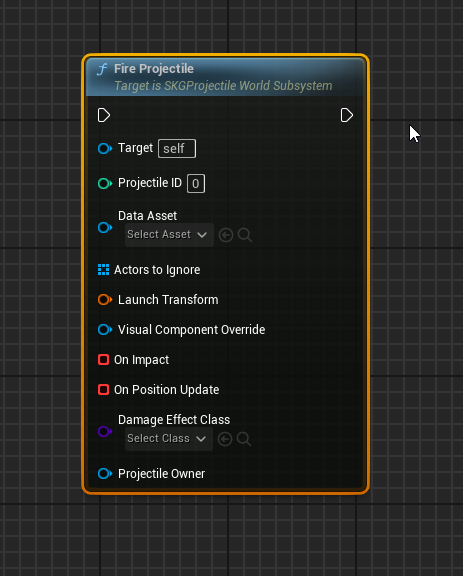 f Fire Projectile
Target is SKGProjectile World Subsystem
Target self
Projectile ID 0
Data Asset
Select Asset
Actors to Ignore
Launch Transform
Visual Component Override
On Impact
On Position Update
Damage Effect Class
Select Class
Projectile Owner